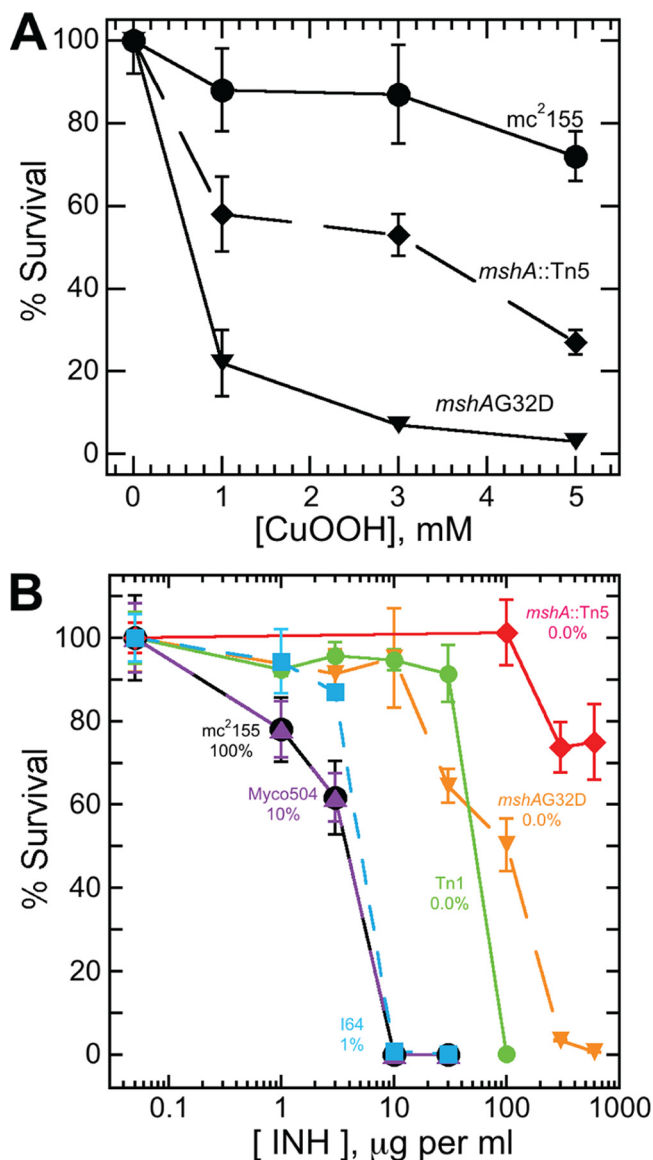 A
100
80
60
40
20
0
% Survival
mc²155
mshA::Tn5
mshAG32D
0
1
2
3
4
5
[CuOOH], mM
B
100
80
60
40
20
0
% Survival
mshA::Tn5
0.0%
mc²155
100%
Myco504
10%
mshAG32D
0.0%
Tn1
0.0%
I64
1%
0.1
1
10
100
1000
[ INH ], μg per ml